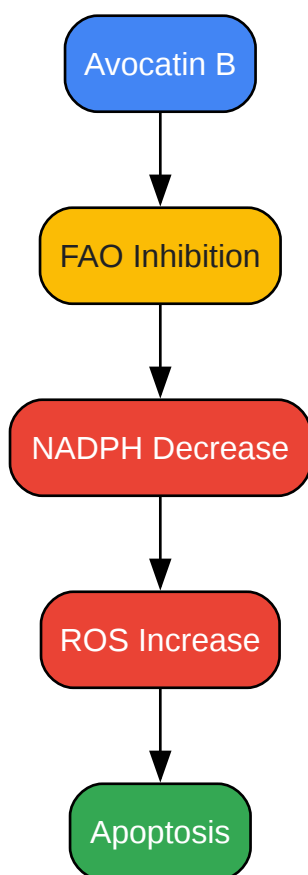 Avocatin B
FAO Inhibition
NADPH Decrease
ROS Increase
Apoptosis